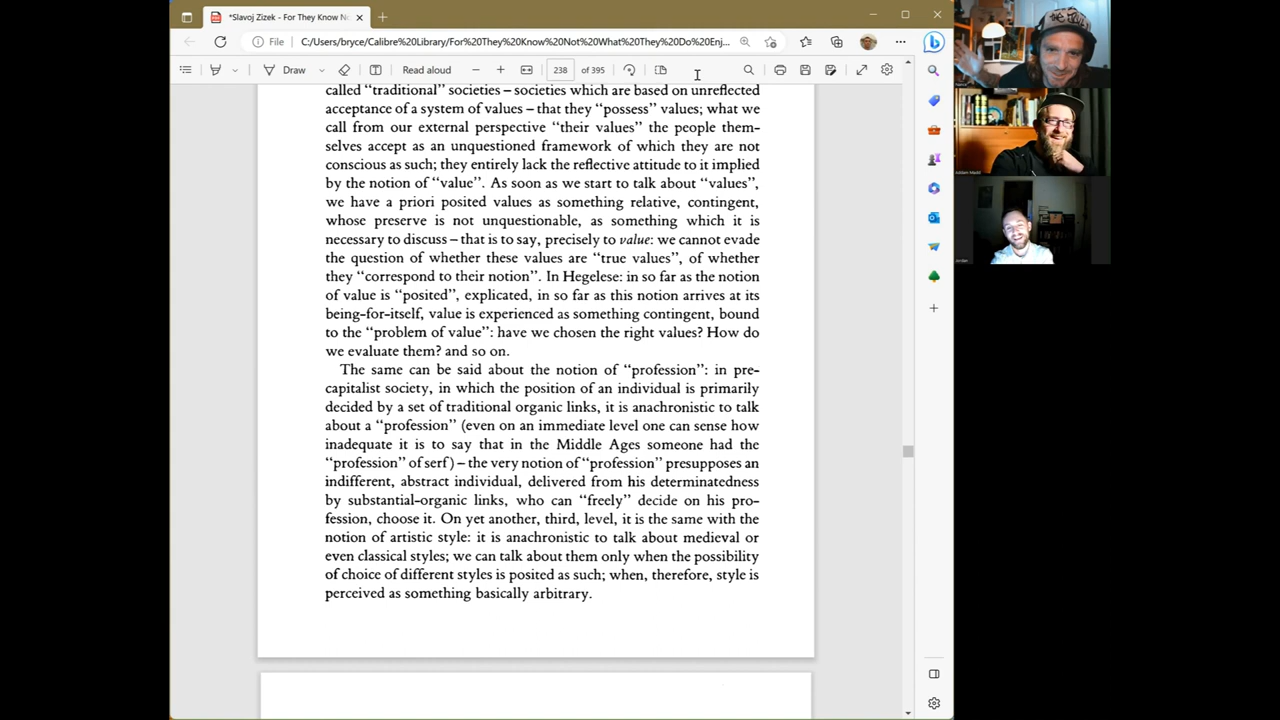 *Slavoj Zizek - For They Know N
File
C:/Users/bryce/Calibre%20Library/For%20They%20Know%20Not%20What%20They%20Do%20Enj...
Draw
Read aloud
238
of 395
called “traditional” societies – societies which are based on unreflected
acceptance of a system of values – that they “possess” values; what we
call from our external perspective “their values” the people them-
selves accept as an unquestioned framework of which they are not
conscious as such; they entirely lack the reflective attitude to it implied
by the notion of “value”. As soon as we start to talk about “values”,
we have a priori posited values as something relative, contingent,
whose preserve is not unquestionable, as something which it is
necessary to discuss – that is to say, precisely to value: we cannot evade
the question of whether these values are “true values”, of whether
they “correspond to their notion”. In Hegelese: in so far as the notion
of value is “posited”, explicated, in so far as this notion arrives at its
being-for-itself, value is experienced as something contingent, bound
to the “problem of value”: have we chosen the right values? How do
we evaluate them? and so on.
The same can be said about the notion of “profession”: in pre-
capitalist society, in which the position of an individual is primarily
decided by a set of traditional organic links, it is anachronistic to talk
about a “profession” (even on an immediate level one can sense how
inadequate it is to say that in the Middle Ages someone had the
“profession” of serf) – the very notion of “profession” presupposes an
indifferent, abstract individual, delivered from his determinatedness
by substantial-organic links, who can “freely” decide on his pro-
fession, choose it. On yet another, third, level, it is the same with the
notion of artistic style: it is anachronistic to talk about medieval or
even classical styles; we can talk about them only when the possibility
of choice of different styles is posited as such; when, therefore, style is
perceived as something basically arbitrary.
Jordan